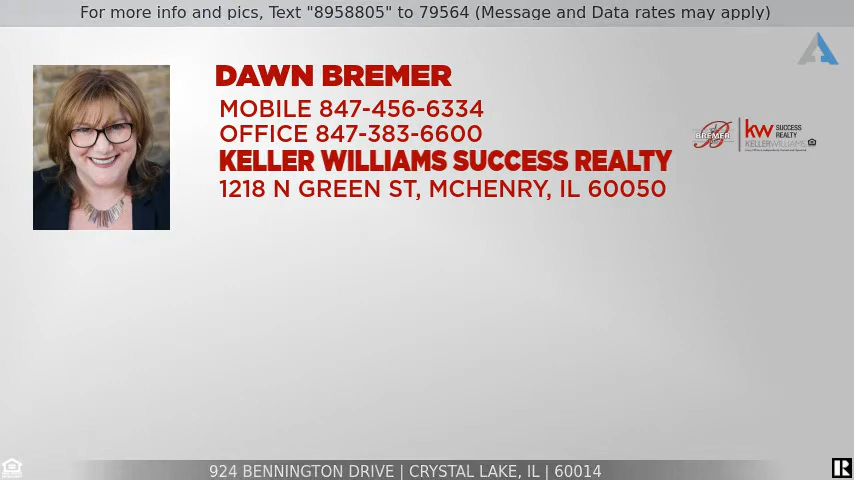 For more info and pics, Text "8958805" to 79564 (Message and Data rates may apply)
DAWN BREMER
MOBILE 847-456-6334
OFFICE 847-383-6600
KELLER WILLIAMS SUCCESS REALTY
1218 N GREEN ST, MCHENRY, IL 60050
BREMER
kw SUCCESS
REALTY
KELLERWILLIAMS
924 BENNINGTON DRIVE | CRYSTAL LAKE, IL | 60014